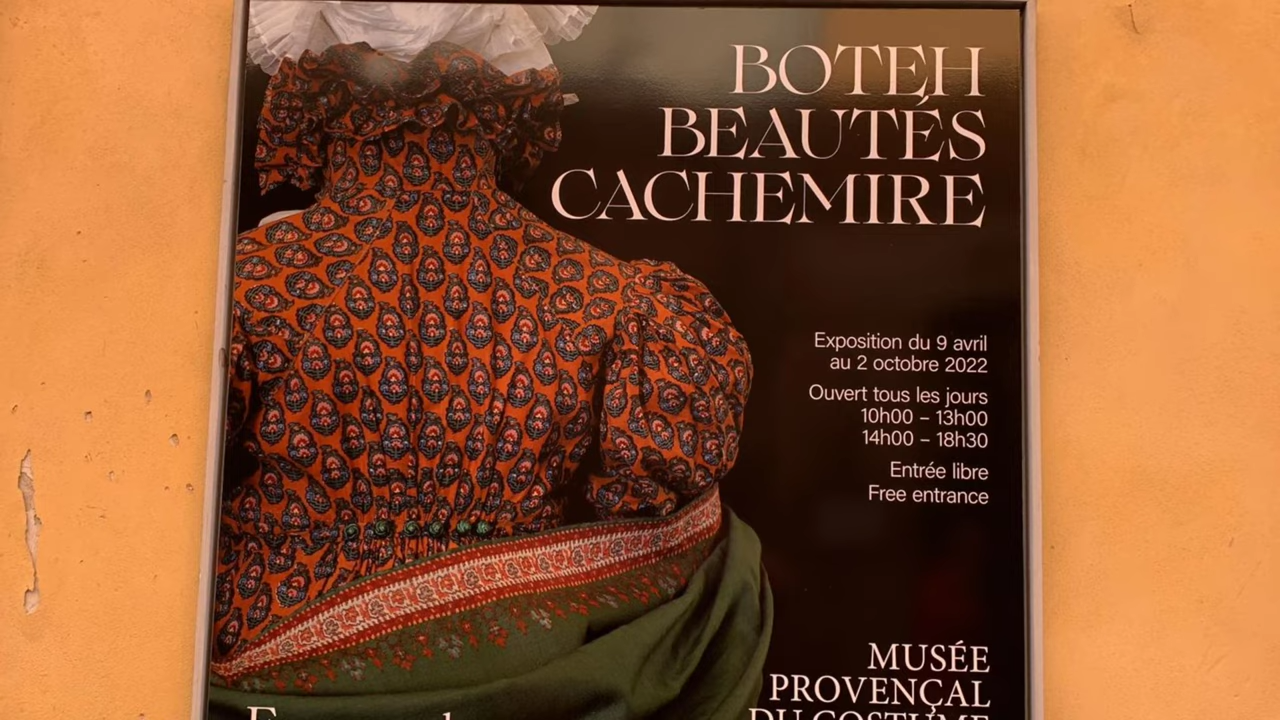 BOTEH
BEAUTÉS
CACHEMIRE
Exposition du 9 avril
au 2 octobre 2022
Ouvert tous les jours
10h00 – 13h00
14h00 – 18h30
Entrée libre
Free entrance
MUSÉE
PROVENÇAL
DU COSTUME